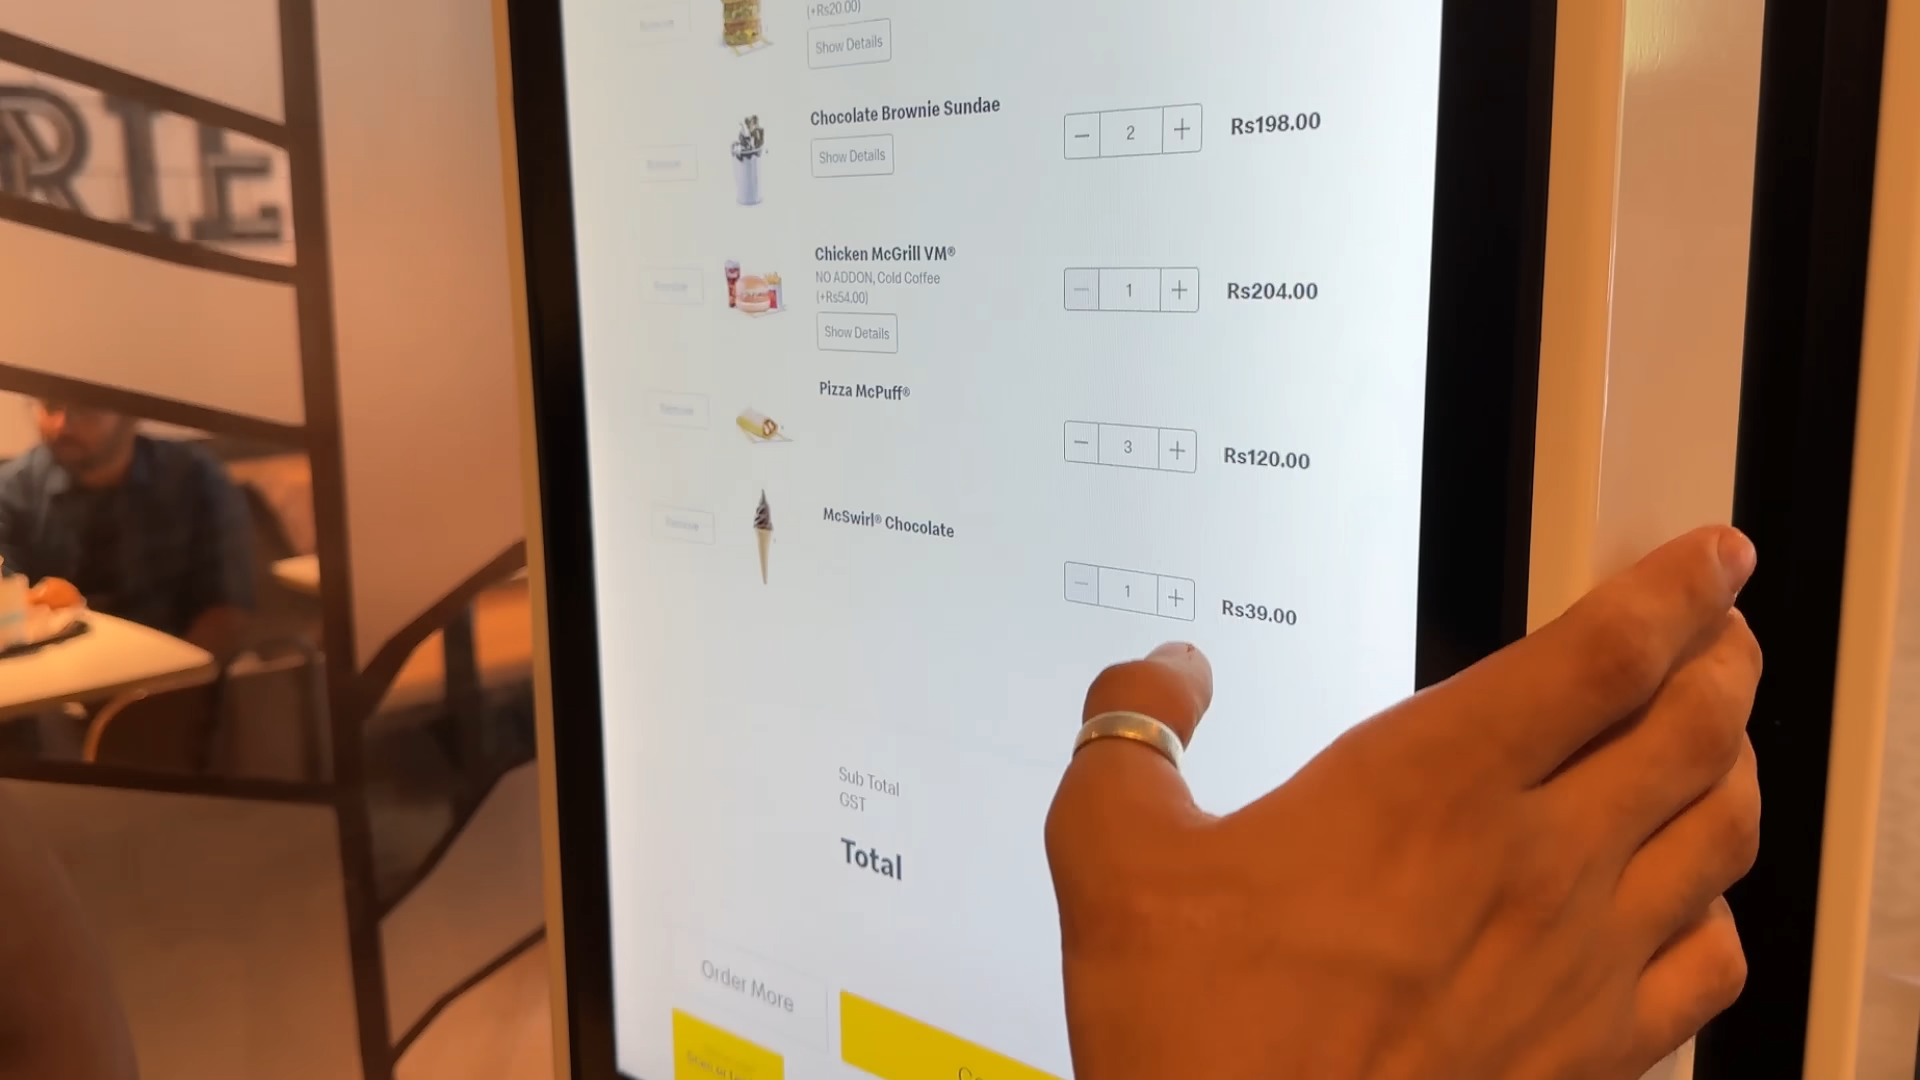 RIE
(+Rs20.00)
Show Details
Chocolate Brownie Sundae
Show Details
2
Rs198.00
Chicken McGrill VM®
NO ADDON, Cold Coffee
(+Rs54.00)
Show Details
1
Rs204.00
Pizza McPuff®
3
Rs120.00
McSwirl® Chocolate
1
Rs39.00
Sub Total
GST
Total
Order More